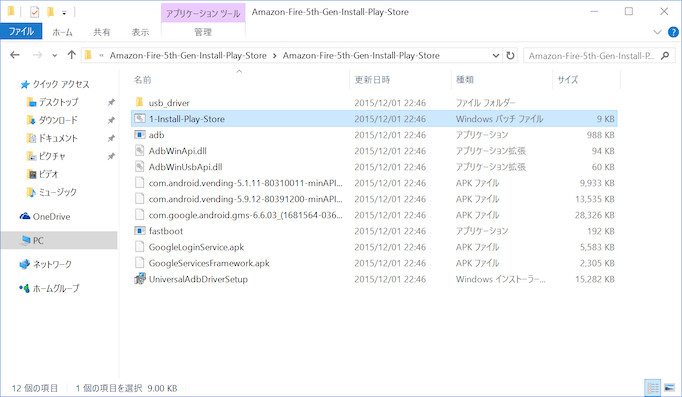 アプリケーション ツール Amazon-Fire-5th-Gen-Install-Play-Store
ファイル ホーム 共有 表示 管理
« Amazon-Fire-5th-Gen-Install-Play-Store > Amazon-Fire-5th-Gen-Install-Play-Store Amazon-Fire-5th-Gen-Install-P...
名前 更新日時 種類 サイズ
クイック アクセス
デスクトップ
ダウンロード
ドキュメント
ピクチャ
ビデオ
ミュージック
OneDrive
PC
ネットワーク
ホームグループ
usb_driver 2015/12/01 22:46 ファイル フォルダー
1-Install-Play-Store 2015/12/01 22:46 Windows バッチ ファイル 9 KB
adb 2015/12/01 22:46 アプリケーション 988 KB
AdbWinApi.dll 2015/12/01 22:46 アプリケーション拡張 94 KB
AdbWinUsbApi.dll 2015/12/01 22:46 アプリケーション拡張 60 KB
com.android.vending-5.1.11-80310011-minAPI... 2015/12/01 22:46 APK ファイル 9,933 KB
com.android.vending-5.9.12-80391200-minAPI... 2015/12/01 22:46 APK ファイル 13,535 KB
com.google.android.gms-6.6.03_(1681564-036... 2015/12/01 22:46 APK ファイル 28,326 KB
fastboot 2015/12/01 22:46 アプリケーション 192 KB
GoogleLoginService.apk 2015/12/01 22:46 APK ファイル 5,583 KB
GoogleServicesFramework.apk 2015/12/01 22:46 APK ファイル 2,305 KB
UniversalAdbDriverSetup 2015/12/01 22:46 Windows インストーラー... 15,282 KB
12 個の項目 1 個の項目を選択 9.00 KB